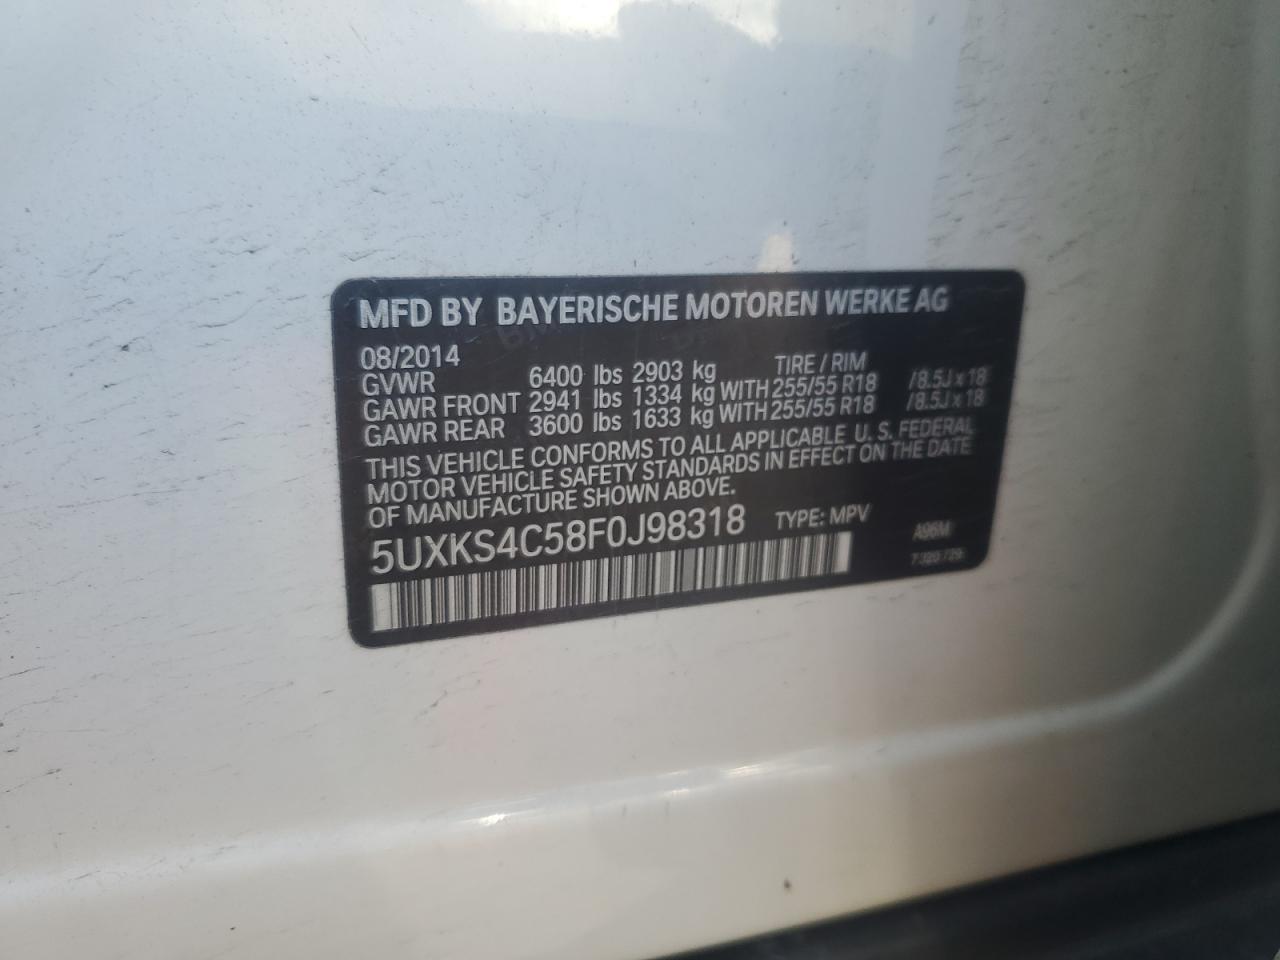 MFD BY BAYERISCHE MOTOREN WERKE AG
08/2014 TIRE / RIM
GVWR 6400 lbs 2903 kg
GAWR FRONT 2941 lbs 1334 kg WITH 255/55 R18 /8.5J x 18
GAWR REAR 3600 lbs 1633 kg WITH 255/55 R18 /8.5J x 18
THIS VEHICLE CONFORMS TO ALL APPLICABLE U. S. FEDERAL
MOTOR VEHICLE SAFETY STANDARDS IN EFFECT ON THE DATE
OF MANUFACTURE SHOWN ABOVE.
5UXKS4C58F0J98318 TYPE: MPV
A96M